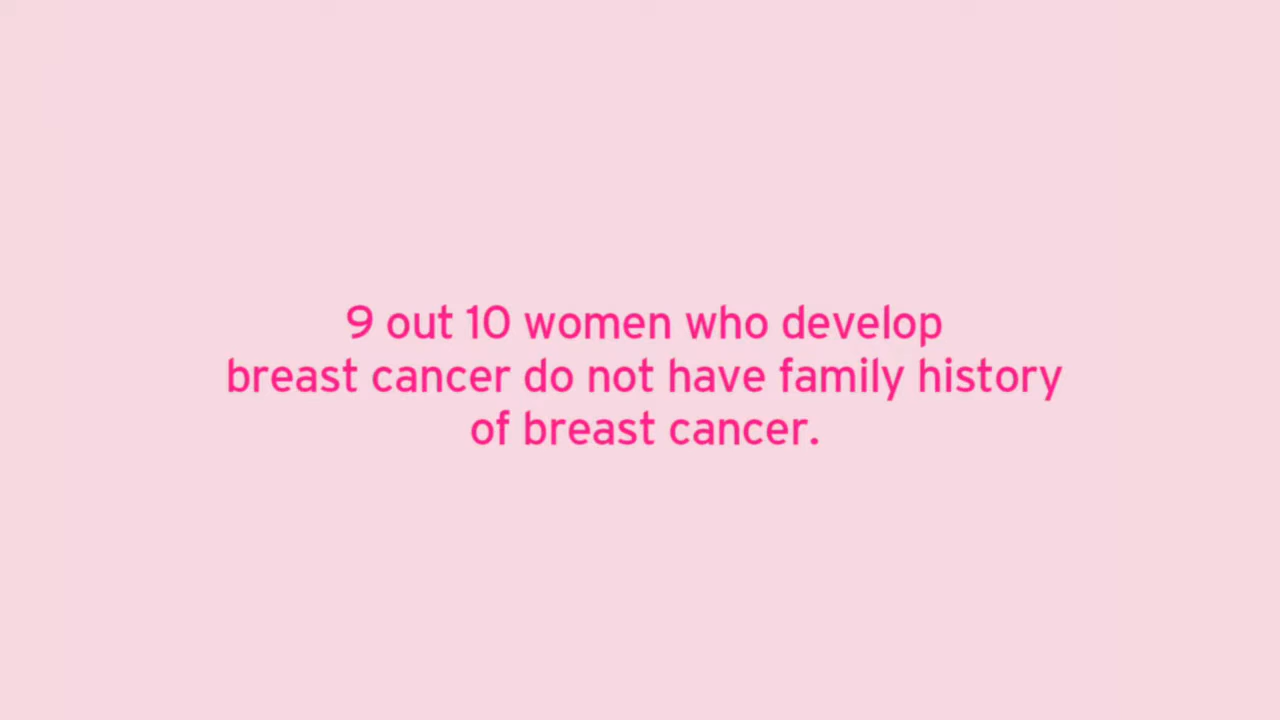 9 out 10 women who develop
breast cancer do not have family history
of breast cancer.